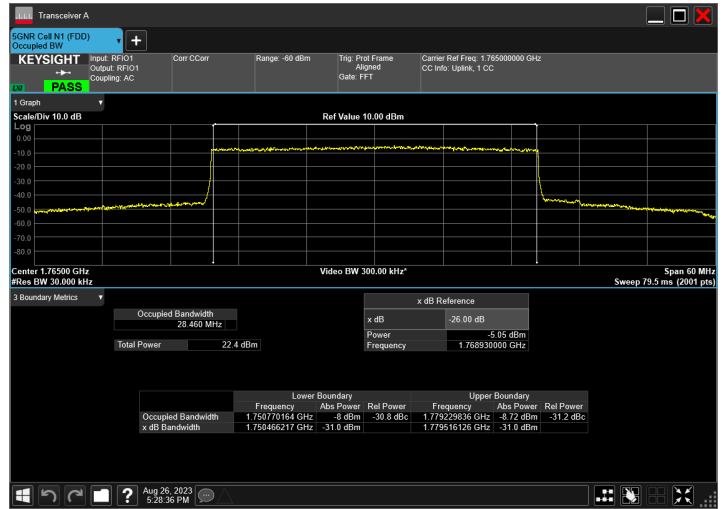 Transceiver A
5GNR Cell N1 (FDD)
Occupied BW
KEYSIGHT
Input: RFIO1
Output: RFIO1
Coupling: AC
Corr CCorr
Range: -60 dBm
Trig: Prot Frame
Aligned
Gate: FFT
Carrier Ref Freq: 1.765000000 GHz
CC Info: Uplink, 1 CC
LXI PASS
1 Graph
Scale/Div 10.0 dB
Ref Value 10.00 dBm
Log
0.00
-10.0
-20.0
-30.0
-40.0
-50.0
-60.0
-70.0
-80.0
Center 1.76500 GHz
Video BW 300.00 kHz*
Span 60 MHz
#Res BW 30.000 kHz
Sweep 79.5 ms (2001 pts)
3 Boundary Metrics
Occupied Bandwidth
28.460 MHz
Total Power 22.4 dBm
x dB Reference
x dB -26.00 dB
Power -5.05 dBm
Frequency 1.768930000 GHz
Lower Boundary Upper Boundary
Frequency Abs Power Rel Power Frequency Abs Power Rel Power
Occupied Bandwidth 1.750770164 GHz -8 dBm -30.8 dBc 1.779229836 GHz -8.72 dBm -31.2 dBc
x dB Bandwidth 1.750466217 GHz -31.0 dBm 1.779516126 GHz -31.0 dBm
Aug 26, 2023
5:28:36 PM